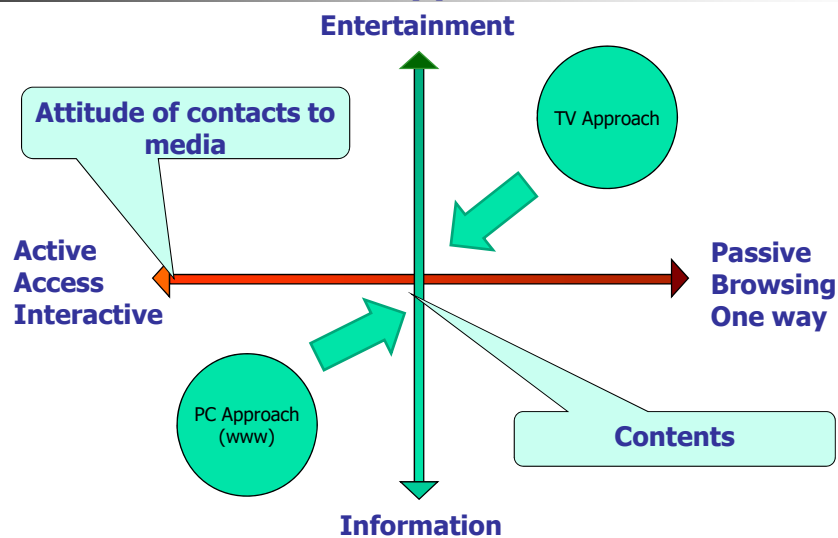 Entertainment
Attitude of contacts to
media
TV Approach
Active
Access
Interactive
Passive
Browsing
One way
PC Approach
(www)
Contents
Information